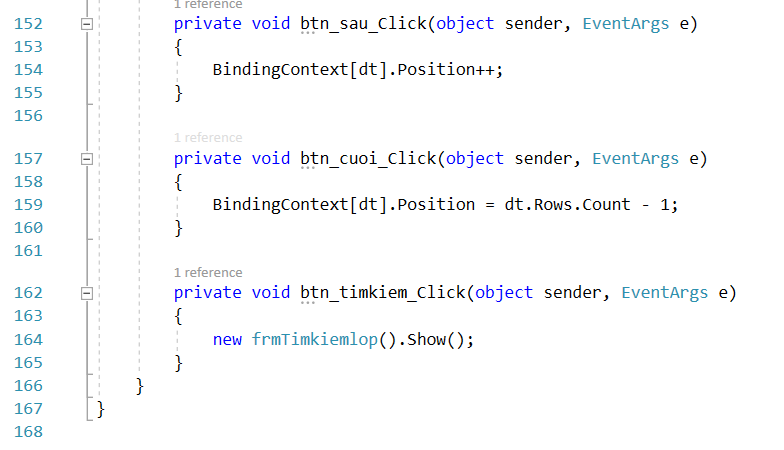 1 reference
152 private void btn_sau_Click(object sender, EventArgs e)
153 {
154 BindingContext[dt].Position++;
155 }
156
1 reference
157 private void btn_cuoi_Click(object sender, EventArgs e)
158 {
159 BindingContext[dt].Position = dt.Rows.Count - 1;
160 }
161
1 reference
162 private void btn_timkiem_Click(object sender, EventArgs e)
163 {
164 new frmTimkiemlop().Show();
165 }
166 }
167 }
168